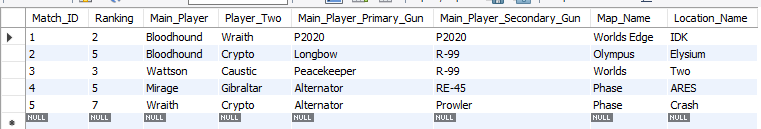 Match_ID Ranking Main_Player Player_Two Main_Player_Primary_Gun Main_Player_Secondary_Gun Map_Name Location_Name
1 2 Bloodhound Wraith P2020 P2020 Worlds Edge IDK
2 5 Bloodhound Crypto Longbow R-99 Olympus Elysium
3 3 Wattson Caustic Peacekeeper R-99 Worlds Two
4 5 Mirage Gibraltar Alternator RE-45 Phase ARES
5 7 Wraith Crypto Alternator Prowler Phase Crash
NULL NULL NULL NULL NULL NULL NULL NULL